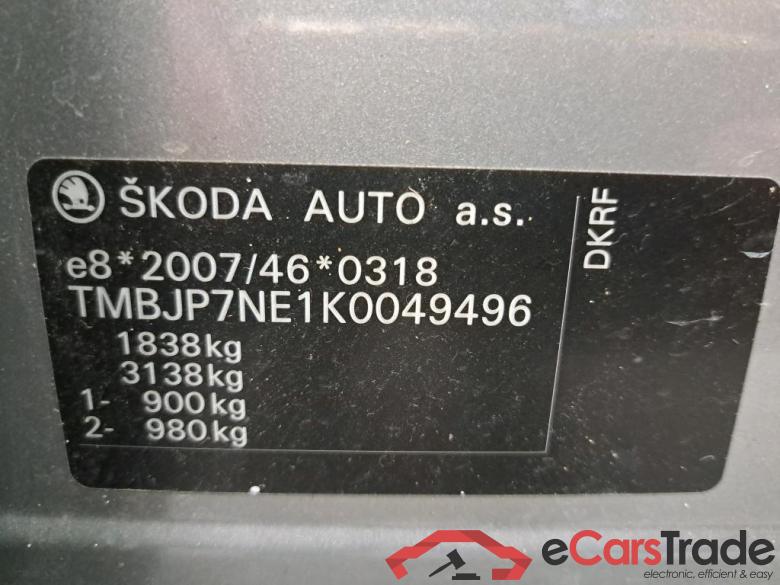 ŠKODA AUTO a.s.
e8*2007/46*0318
TMBJP7NE1K0049496
1838kg
3138kg
1- 900kg
2- 980kg
DKRF
eCarsTrade
electronic, efficient & easy